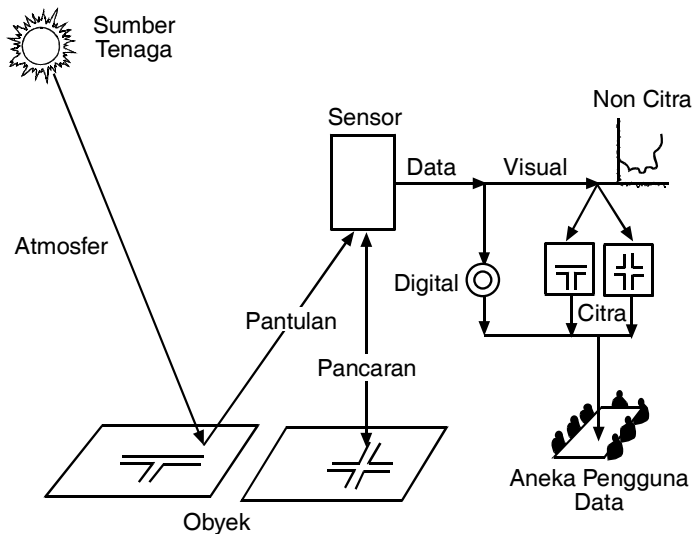 Sumber
Tenaga
Non Citra
Sensor
Data
Visual
Atmosfer
Digital
Citra
Pantulan
Pancaran
Aneka Pengguna
Data
Obyek